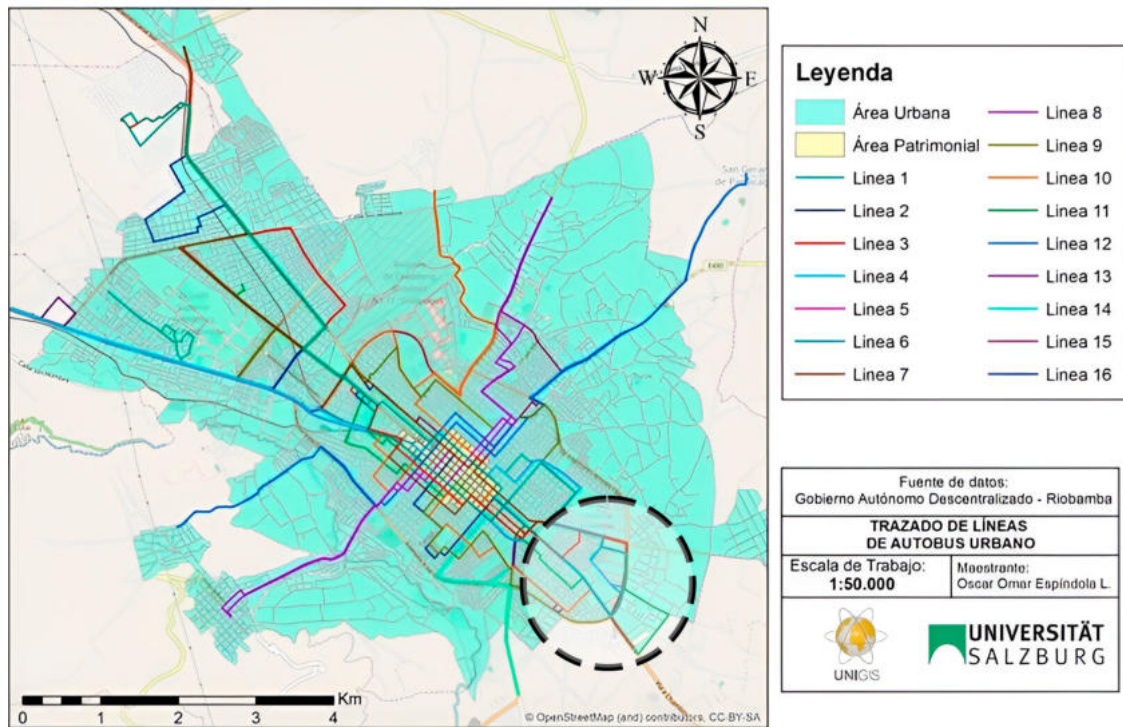 N
W E
S
San Gerar
E490
Km
0 1 2 3 4
© OpenStreetMap (and) contributors, CC-BY-SA
Leyenda
Área Urbana
Área Patrimonial
Linea 1
Linea 2
Linea 3
Linea 4
Linea 5
Linea 6
Linea 7
Linea 8
Linea 9
Linea 10
Linea 11
Linea 12
Linea 13
Linea 14
Linea 15
Linea 16
Fuente de datos:
Gobierno Autónomo Descentralizado - Riobamba
TRAZADO DE LÍNEAS
DE AUTOBUS URBANO
Escala de Trabajo:
1:50.000
Maestrante:
Oscar Omar Espíndola L.
UNIGIS
UNIVERSITÄT
SALZBURG